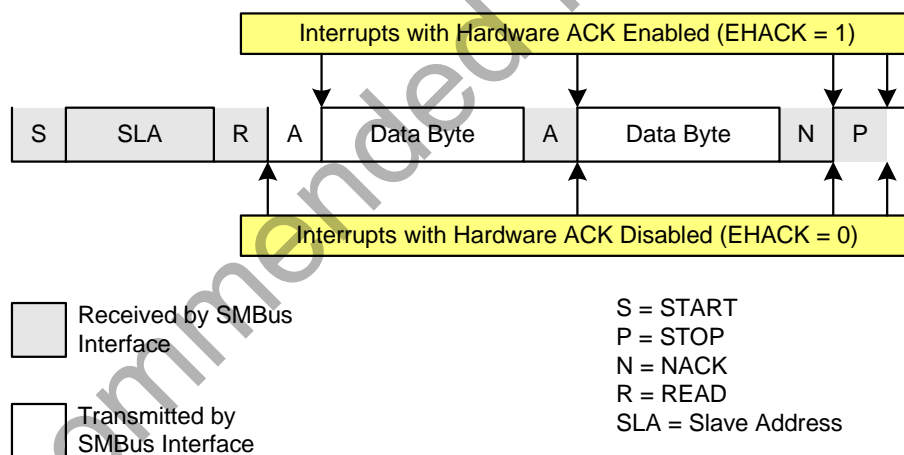 Interrupts with Hardware ACK Enabled (EHACK = 1)
S SLA R A Data Byte A Data Byte N P
Interrupts with Hardware ACK Disabled (EHACK = 0)
Received by SMBus
Interface
Transmitted by
SMBus Interface
S = START
P = STOP
N = NACK
R = READ
SLA = Slave Address